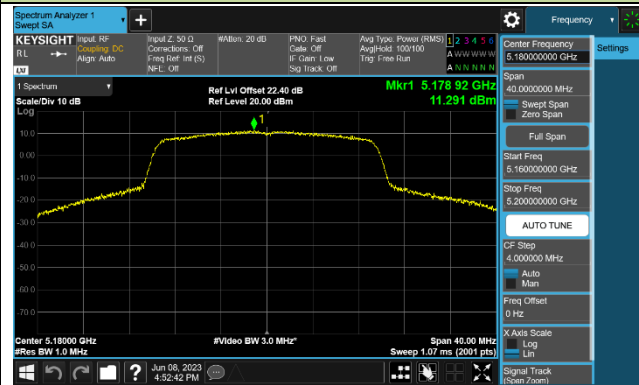 Spectrum Analyzer 1
Swept SA
Frequency
KEYSIGHT
RL
LXI
Input: RF
Coupling: DC
Align: Auto
Input Z: 50 Ω
Corrections: Off
Freq Ref: Int (S)
NFE: Off
#Atten: 20 dB
PNO: Fast
Gate: Off
IF Gain: Low
Sig Track: Off
Avg Type: Power (RMS)
Avg|Hold: 100/100
Trig: Free Run
1 2 3 4 5 6
A W W W W W
A N N N N N
1 Spectrum
Scale/Div 10 dB
Log
Ref Lvl Offset 22.40 dB
Ref Level 20.00 dBm
Mkr1 5.178 92 GHz
11.291 dBm
1
10.0
0.00
-10.0
-20.0
-30.0
-40.0
-50.0
-60.0
-70.0
Center 5.18000 GHz
#Res BW 1.0 MHz
#Video BW 3.0 MHz*
Span 40.00 MHz
Sweep 1.07 ms (2001 pts)
Jun 08, 2023
4:52:42 PM
Center Frequency
5.180000000 GHz
Span
40.0000000 MHz
Swept Span
Zero Span
Full Span
Start Freq
5.160000000 GHz
Stop Freq
5.200000000 GHz
AUTO TUNE
CF Step
4.000000 MHz
Auto
Man
Freq Offset
0 Hz
X Axis Scale
Log
Lin
Signal Track
(Span Zoom)
Settings